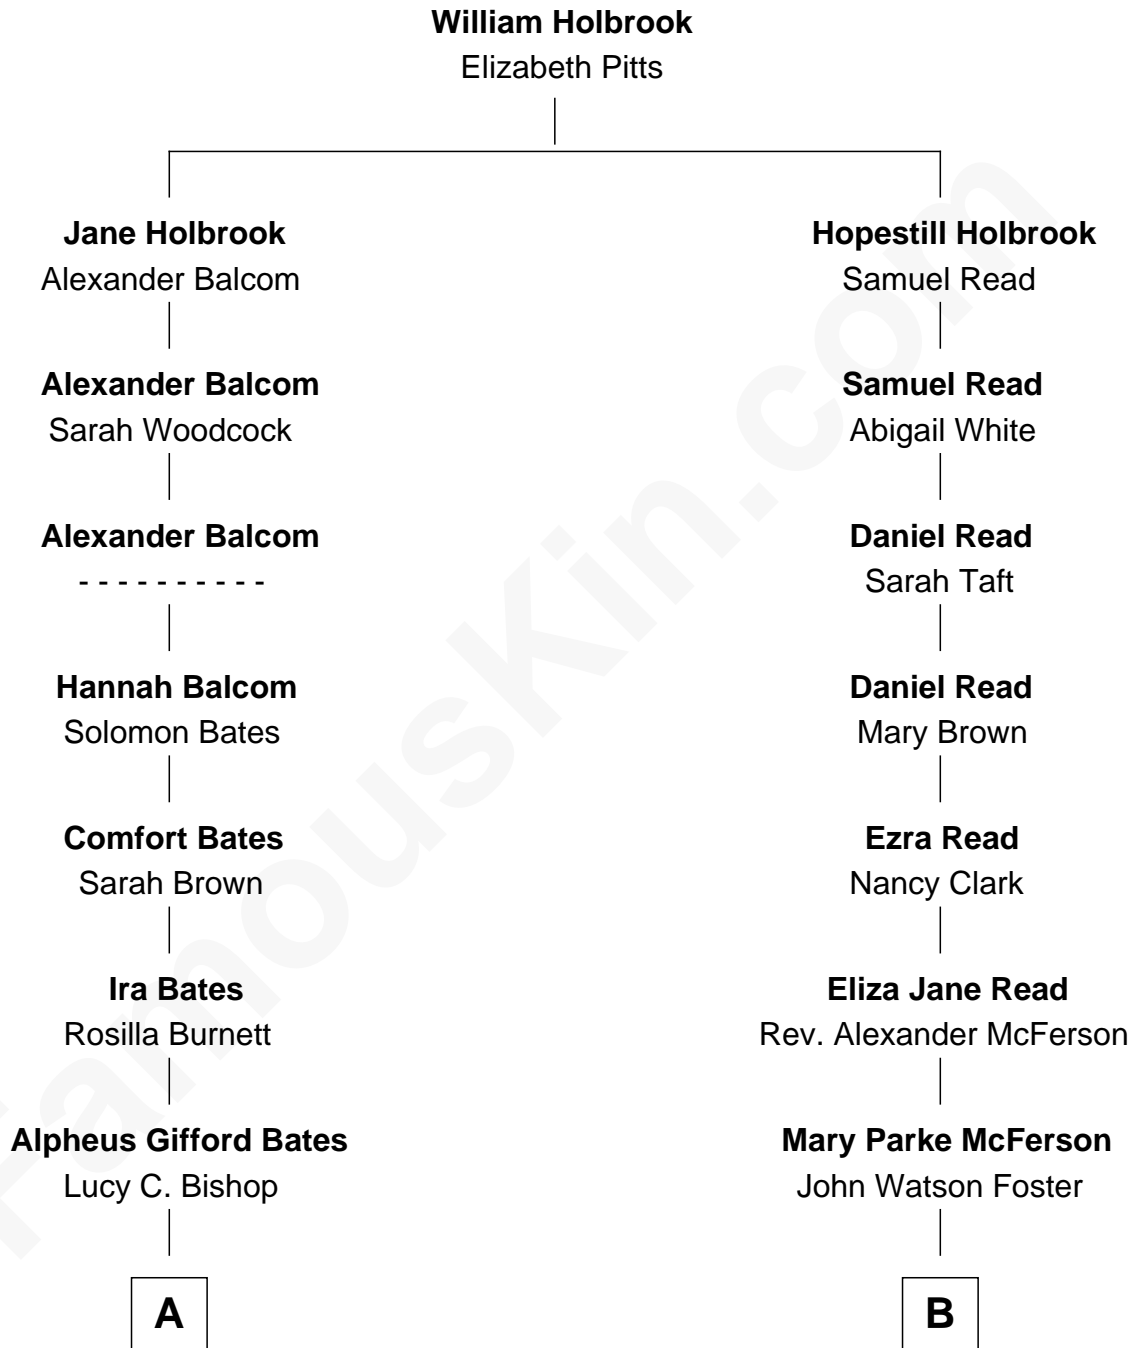 William Holbrook
Elizabeth Pitts
Jane Holbrook
Alexander Balcom
Hopestill Holbrook
Samuel Read
Alexander Balcom
Sarah Woodcock
Samuel Read
Abigail White
Alexander Balcom
- - - - - - - - - -
Daniel Read
Sarah Taft
Hannah Balcom
Solomon Bates
Daniel Read
Mary Brown
Comfort Bates
Sarah Brown
Ezra Read
Nancy Clark
Ira Bates
Rosilla Burnett
Eliza Jane Read
Rev. Alexander McFerson
Alpheus Gifford Bates
Lucy C. Bishop
Mary Parke McFerson
John Watson Foster
A
B
FamousKin.com